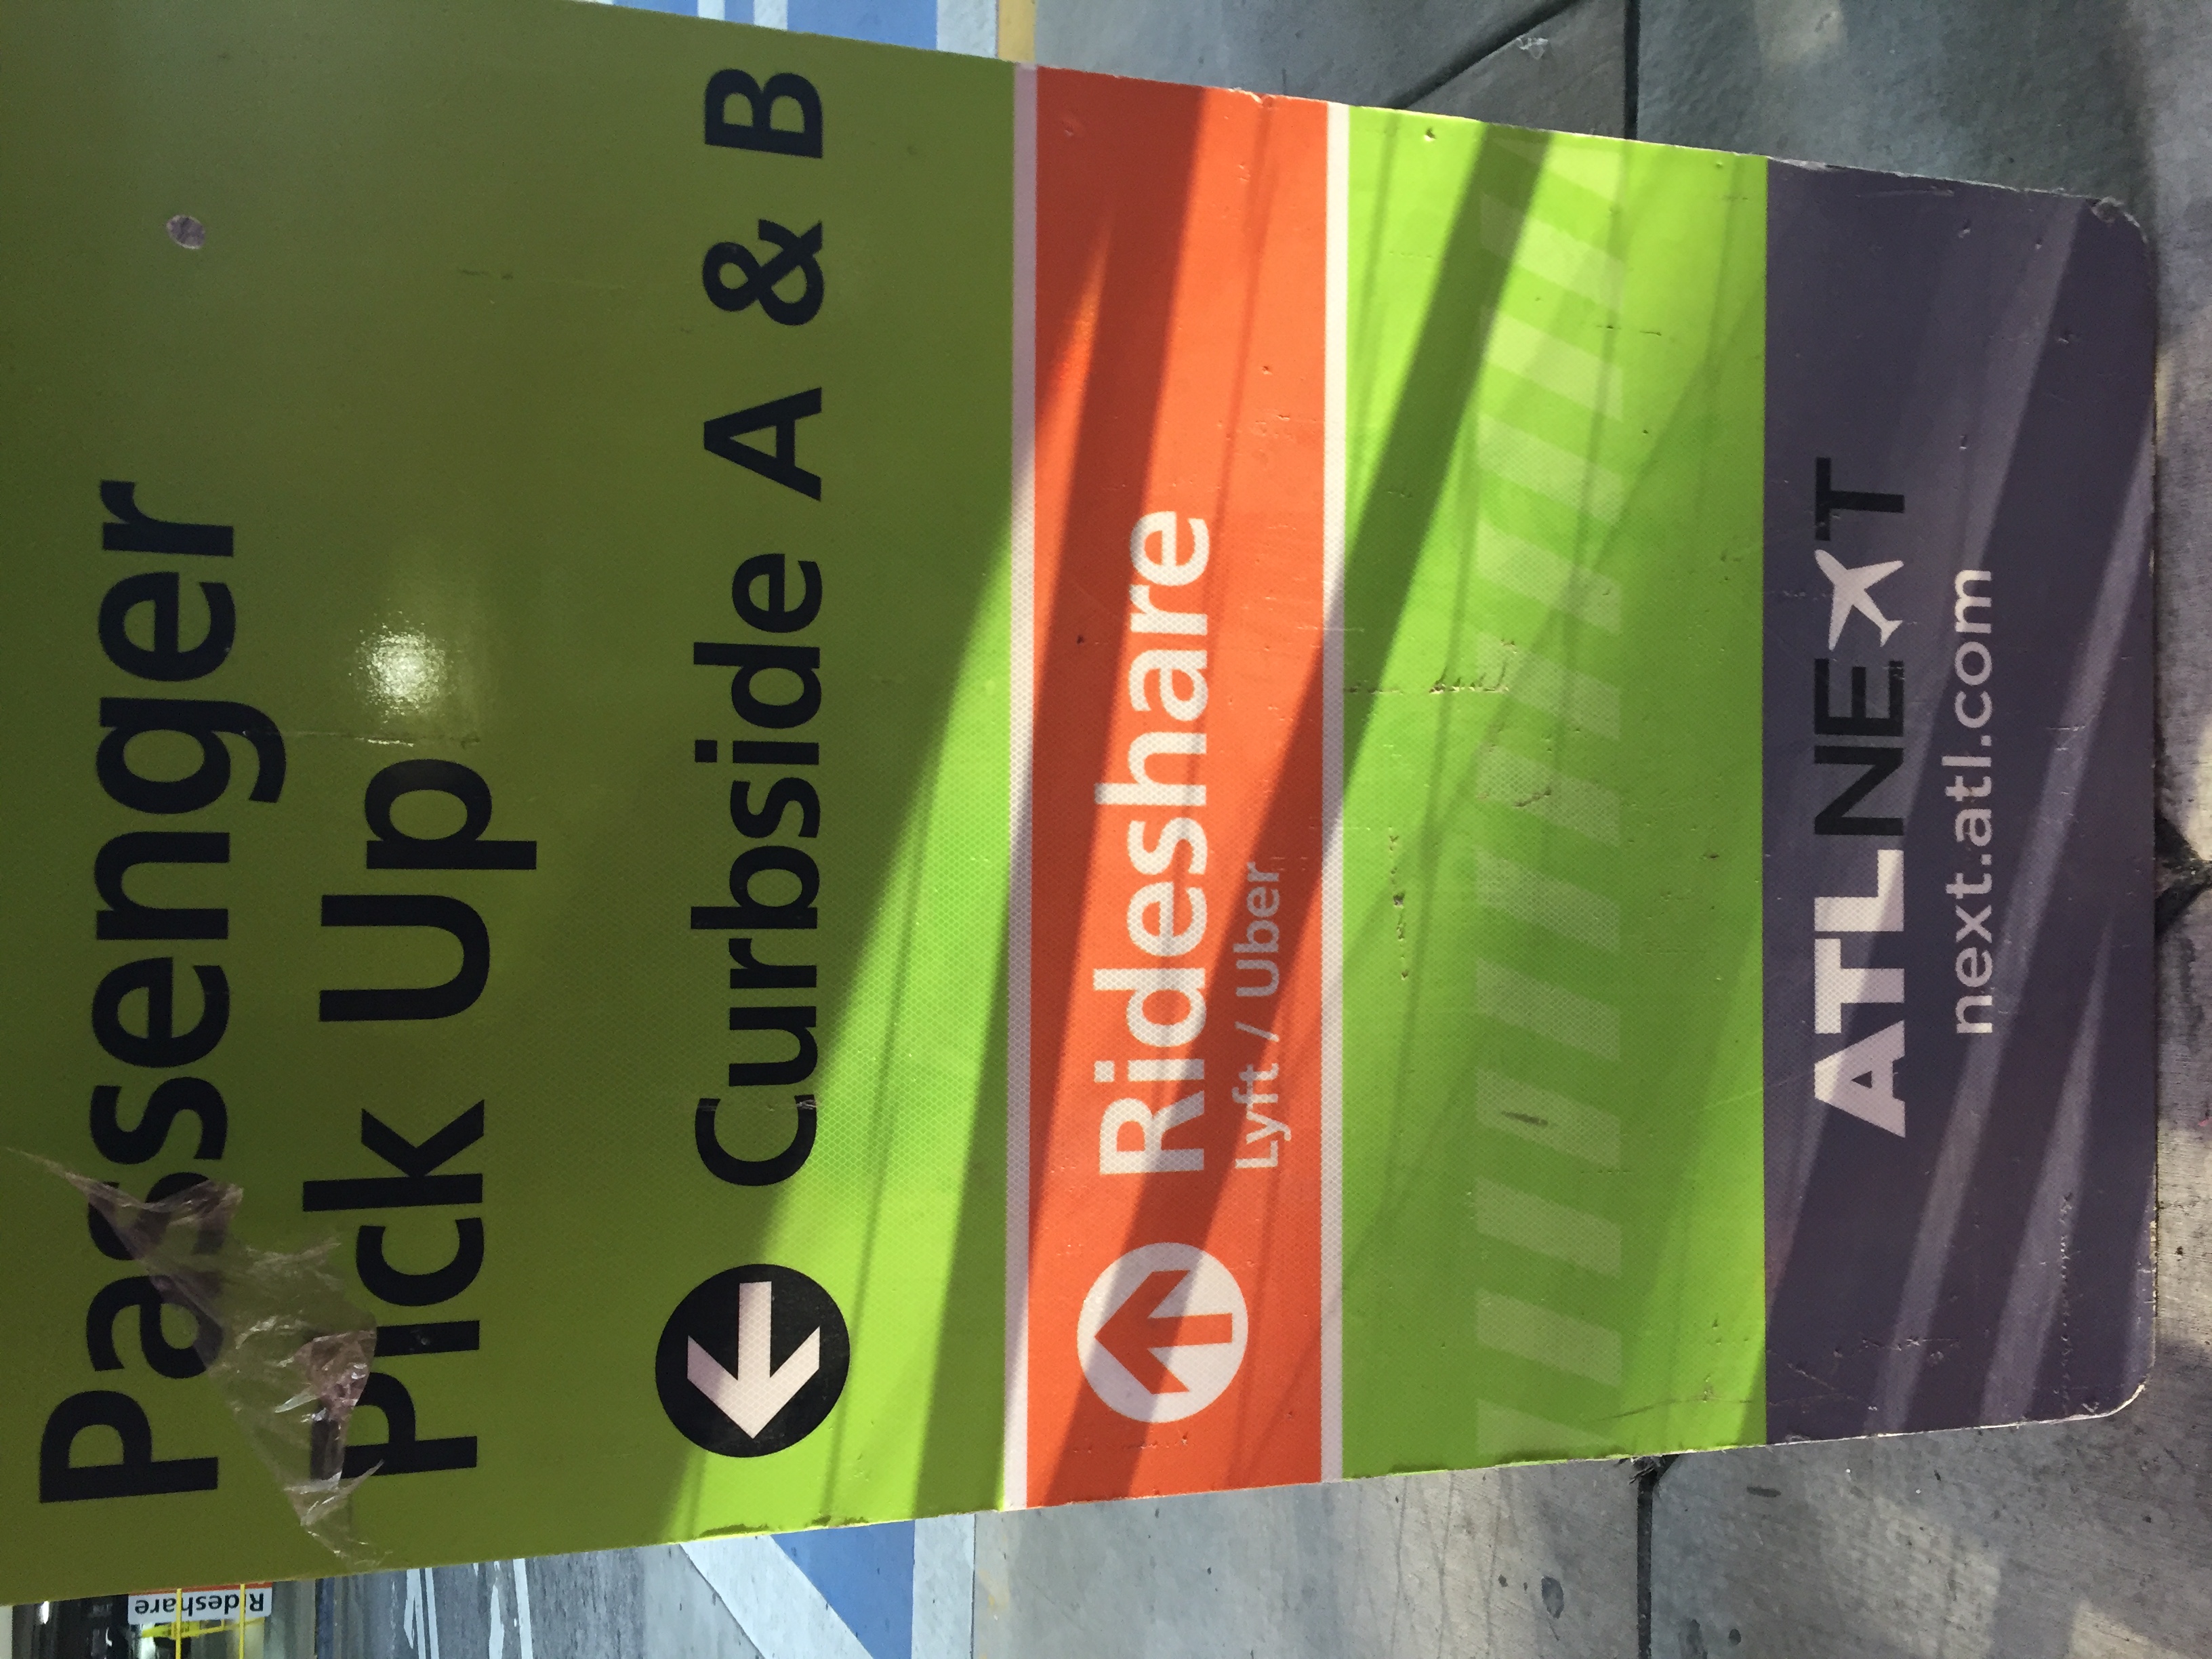 Passenger
Pick Up
Curbside A & B
Rideshare
Lyft / Uber
ATLNEXT
next.atl.com
Rideshare